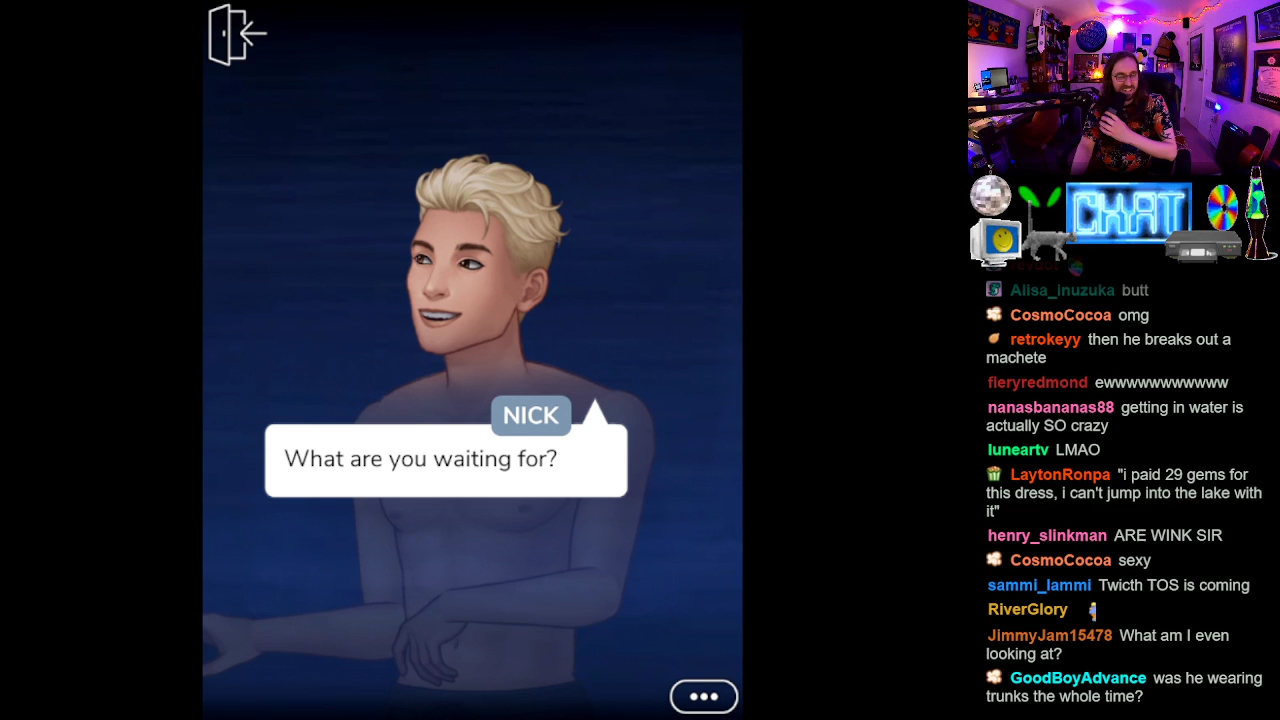 NICK
What are you waiting for?
CHAT
Alisa_inuzuka butt
CosmoCocoa omg
retrokeyy then he breaks out a
machete
fieryredmond ewwwwwwwwwww
nanasbananas88 getting in water is
actually SO crazy
luneartv LMAO
LaytonRonpa "i paid 29 gems for
this dress, i can't jump into the lake with
it"
henry_slinkman ARE WINK SIR
CosmoCocoa sexy
sammi_lammi Twicth TOS is coming
RiverGlory
JimmyJam15478 What am I even
looking at?
GoodBoyAdvance was he wearing
trunks the whole time?